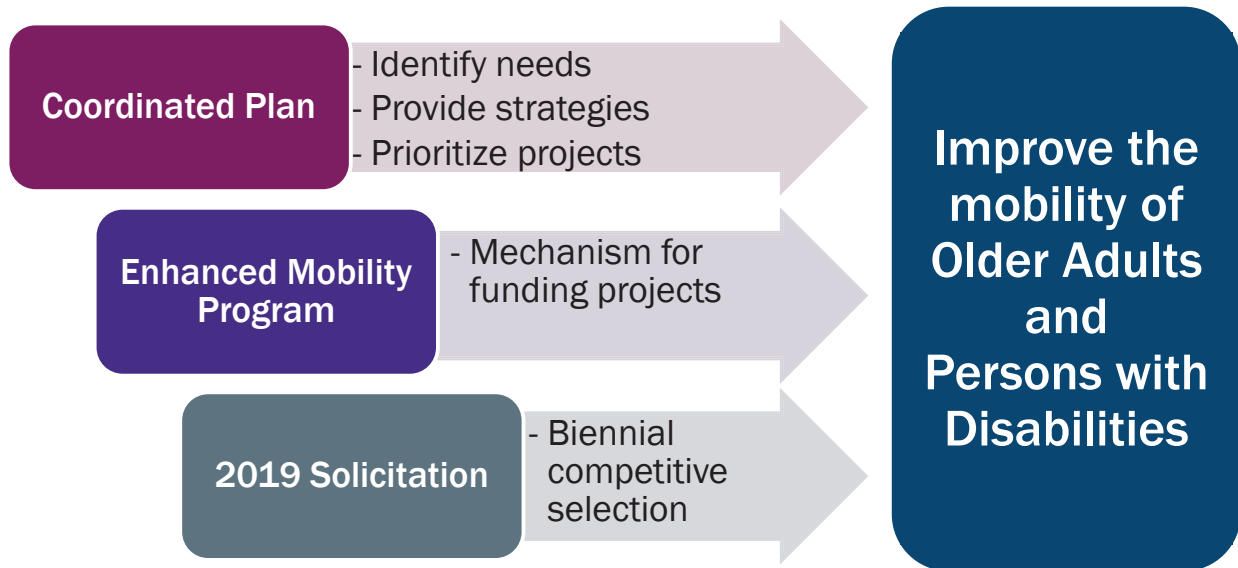 Coordinated Plan
- Identify needs
- Provide strategies
- Prioritize projects
Enhanced Mobility
Program
- Mechanism for
funding projects
2019 Solicitation
- Biennial
competitive
selection
Improve the
mobility of
Older Adults
and
Persons with
Disabilities